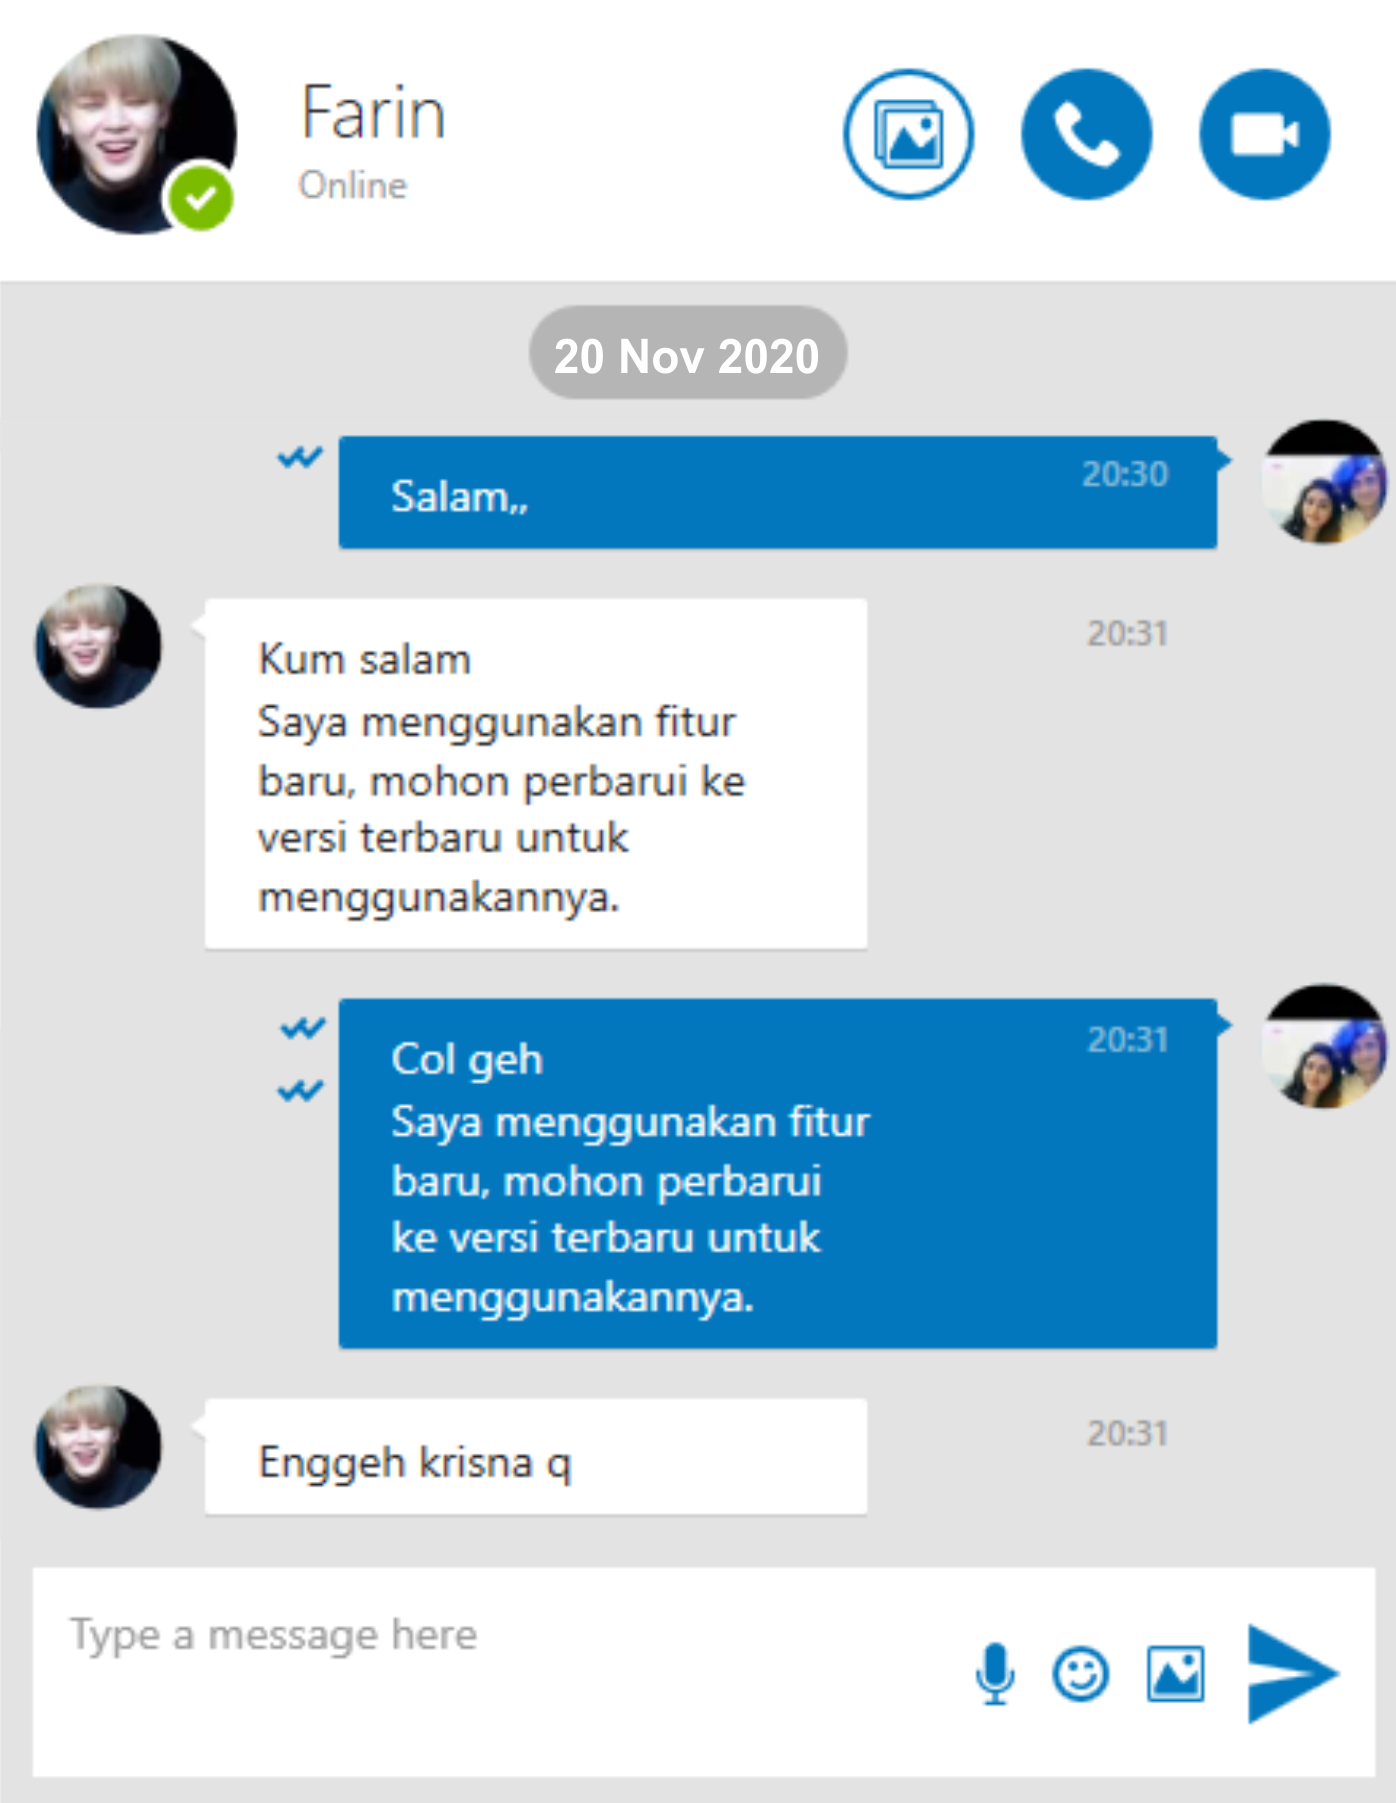 Farin
Online
20 Nov 2020
20:30
Salam,,
20:31
Kum salam
Saya menggunakan fitur
baru, mohon perbarui ke
versi terbaru untuk
menggunakannya.
20:31
Col geh
Saya menggunakan fitur
baru, mohon perbarui
ke versi terbaru untuk
menggunakannya.
20:31
Enggeh krisna q
Type a message here